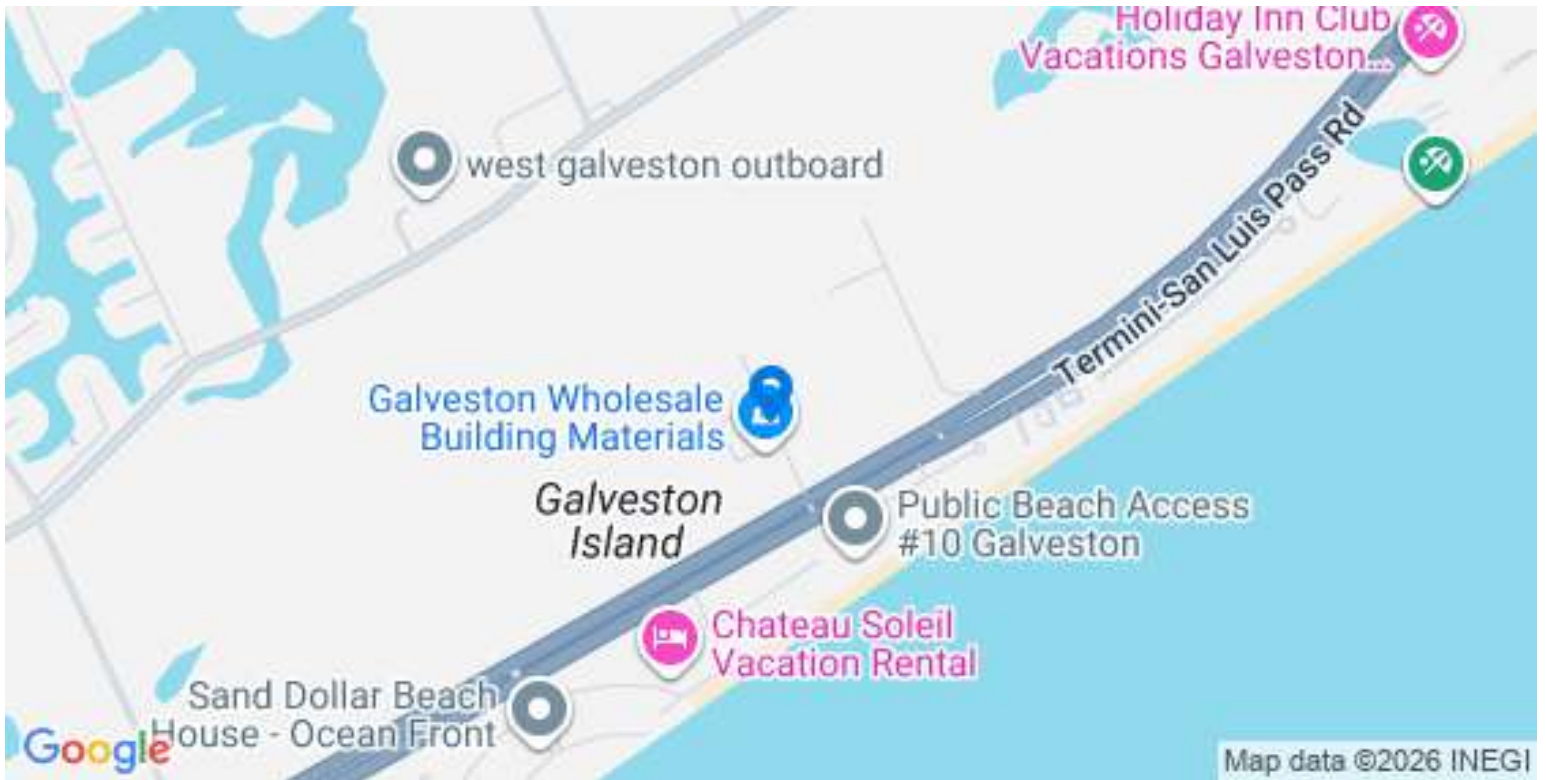 Holiday Inn Club
Vacations Galveston...
west galveston outboard
Termini-San Luis Pass Rd
Galveston Wholesale
Building Materials
Galveston
Island
Public Beach Access
#10 Galveston
Chateau Soleil
Vacation Rental
Sand Dollar Beach
House - Ocean Front
Google
Map data ©2026 INEGI